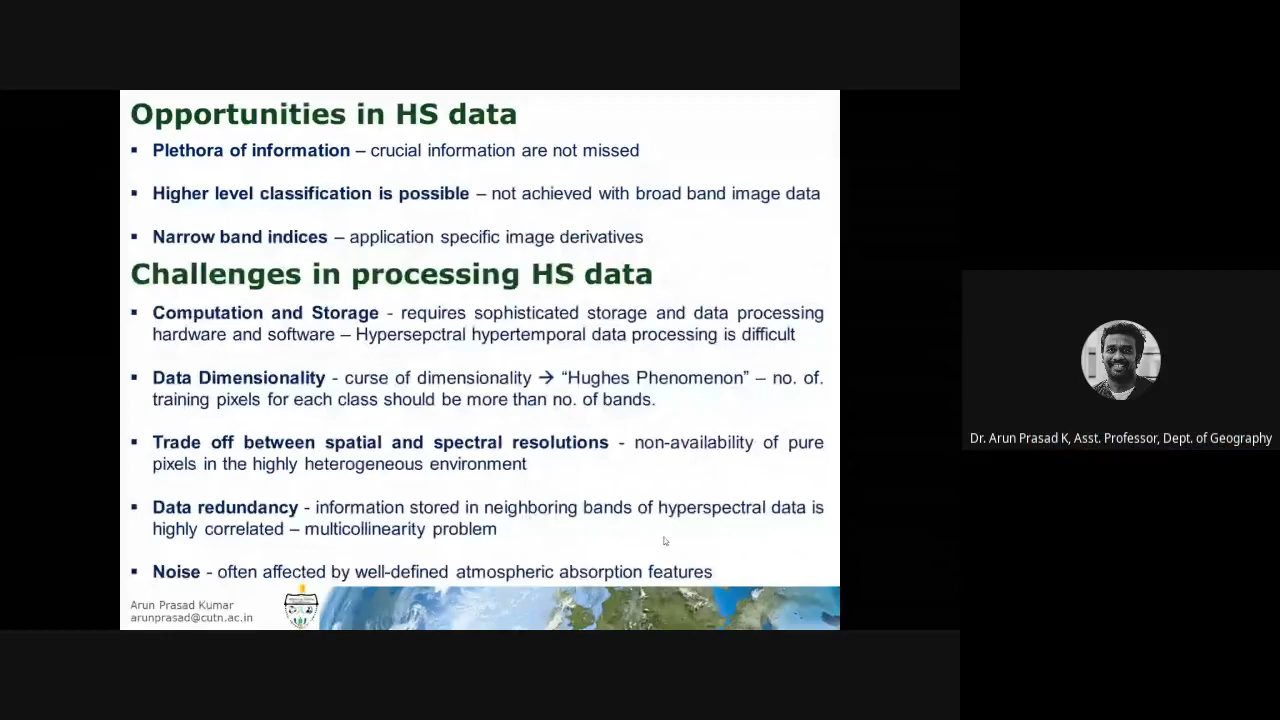 Opportunities in HS data
▪ Plethora of information – crucial information are not missed
▪ Higher level classification is possible – not achieved with broad band image data
▪ Narrow band indices – application specific image derivatives
Challenges in processing HS data
▪ Computation and Storage - requires sophisticated storage and data processing
hardware and software – Hypersepctral hypertemporal data processing is difficult
▪ Data Dimensionality - curse of dimensionality → “Hughes Phenomenon” – no. of.
training pixels for each class should be more than no. of bands.
▪ Trade off between spatial and spectral resolutions - non-availability of pure
pixels in the highly heterogeneous environment
▪ Data redundancy - information stored in neighboring bands of hyperspectral data is
highly correlated – multicollinearity problem
▪ Noise - often affected by well-defined atmospheric absorption features
Arun Prasad Kumar
arunprasad@cutn.ac.in
Dr. Arun Prasad K, Asst. Professor, Dept. of Geography